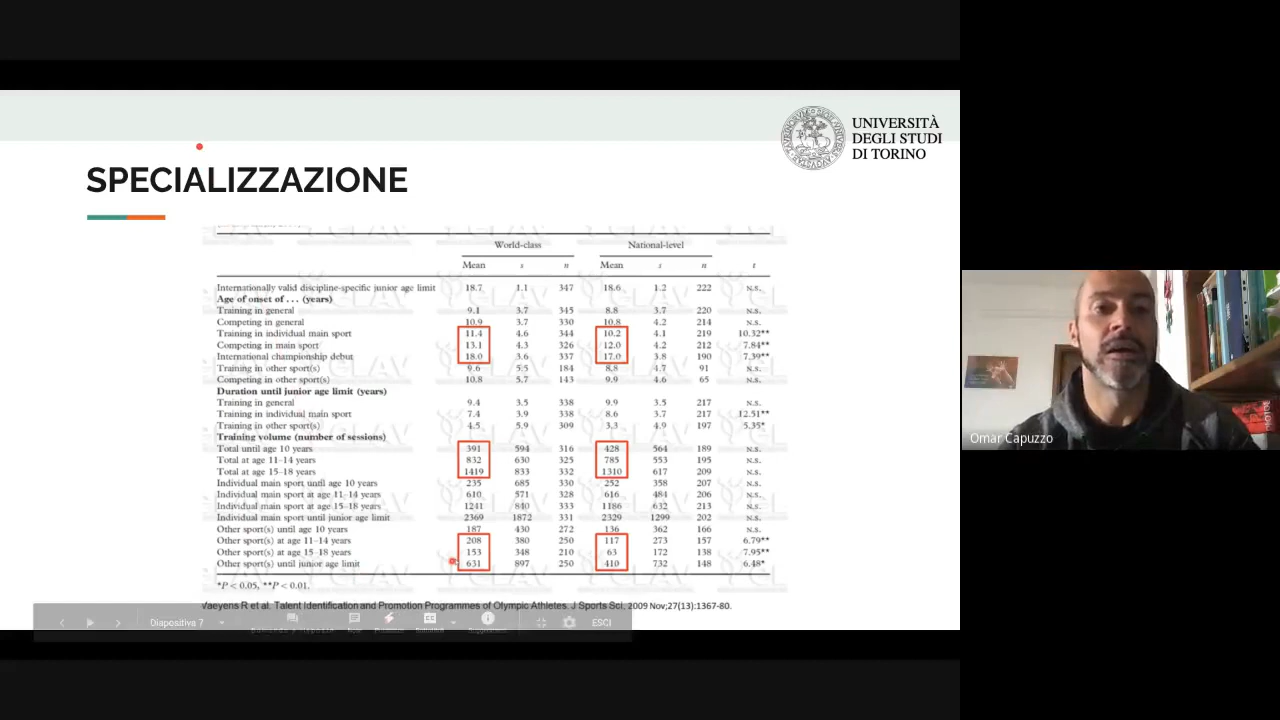 UNIVERSITÀ
DEGLI STUDI
DI TORINO
SPECIALIZZAZIONE
World-class National-level
Mean s n Mean s n t
Internationally valid discipline-specific junior age limit 18.7 1.1 347 18.6 1.2 222 N.S.
Age of onset of . . . (years)
Training in general 9.1 3.7 345 8.8 3.7 220 N.S.
Competing in general 10.9 3.7 330 10.8 4.2 214 N.S.
Training in individual main sport 11.4 4.6 344 10.2 4.1 219 10.32**
Competing in main sport 13.1 4.3 326 12.0 4.2 212 7.84**
International championship debut 18.0 3.6 337 17.0 3.8 190 7.39**
Training in other sport(s) 9.6 5.5 184 8.8 4.7 91 N.S.
Competing in other sport(s) 10.8 5.7 143 9.9 4.6 65 N.S.
Duration until junior age limit (years)
Training in general 9.4 3.5 338 9.9 3.5 217 N.S.
Training in individual main sport 7.4 3.9 338 8.6 3.7 217 12.51**
Training in other sport(s) 4.5 5.9 309 3.3 4.9 197 5.35*
Training volume (number of sessions)
Total until age 10 years 391 594 316 428 564 189 N.S.
Total at age 11–14 years 832 630 325 785 553 195 N.S.
Total at age 15–18 years 1419 833 332 1310 617 209 N.S.
Individual main sport until age 10 years 235 685 330 252 358 207 N.S.
Individual main sport at age 11–14 years 610 571 328 616 484 206 N.S.
Individual main sport at age 15–18 years 1241 840 333 1186 632 213 N.S.
Individual main sport until junior age limit 2369 1872 331 2329 1299 202 N.S.
Other sport(s) until age 10 years 187 430 272 136 362 166 N.S.
Other sport(s) at age 11–14 years 208 380 250 117 273 157 6.79**
Other sport(s) at age 15–18 years 153 348 210 63 172 138 7.95**
Other sport(s) until junior age limit 631 897 250 410 732 148 6.48*
*P < 0.05, **P < 0.01.
Vaeyens R et al. Talent Identification and Promotion Programmes of Olympic Athletes. J Sports Sci. 2009 Nov;27(13):1367-80.
Diapositiva 7 ESCI
Omar Capuzzo